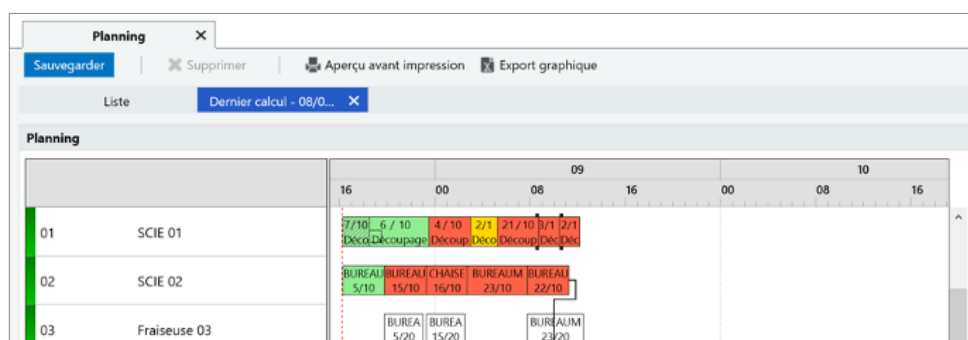 Planning ×
Sauvegarder Supprimer Aperçu avant impression Export graphique
Liste Dernier calcul - 08/0... ×
Planning
09 10
16 00 08 16 00 08 16
7/10 6 / 10 4 / 10 2/1 21 / 10 3/1 2/1
01 SCIE 01
Déco Découpage Découp Déco Découp Déc Déc
BUREAU BUREAU CHAISE BUREAUM BUREAU
02 SCIE 02
5/10 15/10 16/10 23/10 22/10
BUREA BUREA BUREAUM
03 Fraiseuse 03
5/20 15/20 23/20